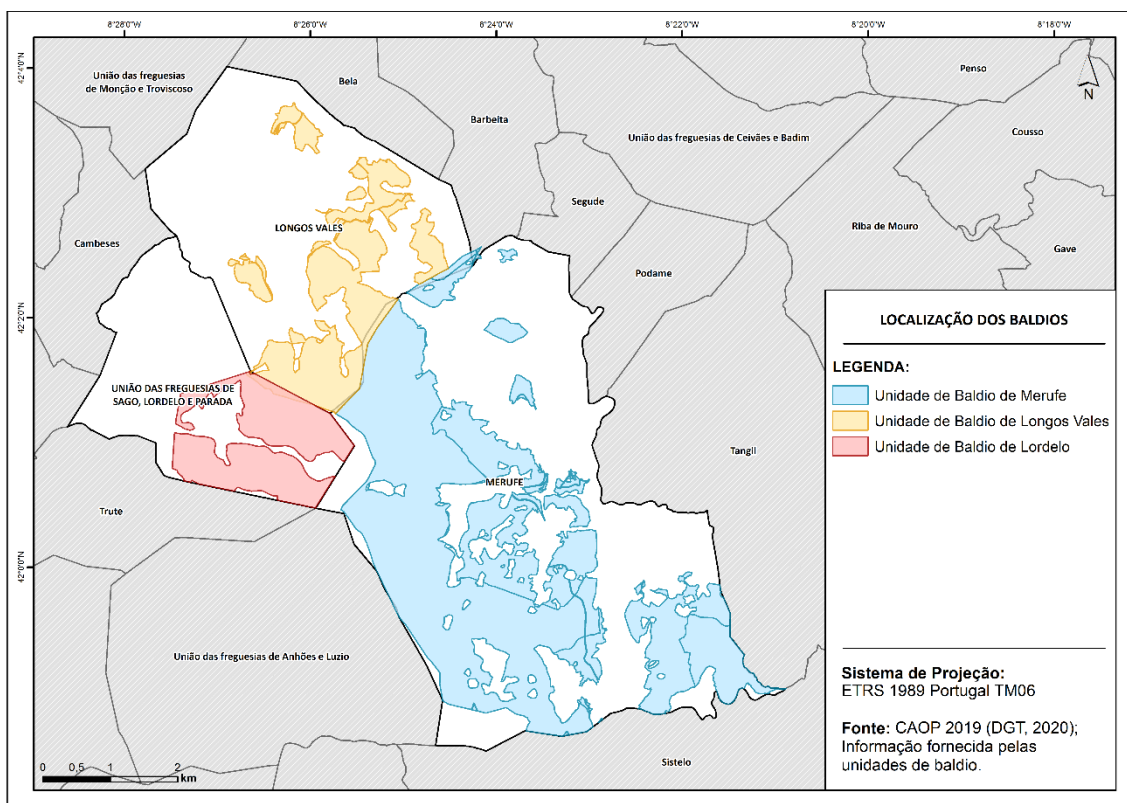 8°28'0"W
8°26'0"W
8°24'0"W
8°22'0"W
8°20'0"W
8°18'0"W
42°4'0"N
42°2'0"N
42°0'0"N
União das freguesias
de Monção e Troviscoso
Bela
Barbeita
União das freguesias de Ceivães e Badim
Penso
Cousso
N
Segude
Riba de Mouro
Gave
Cambeses
LONGOS VALES
Podame
UNIÃO DAS FREGUESIAS DE
SAGO, LORDELO E PARADA
Tangil
MERUFE
Trute
União das freguesias de Anhões e Luzio
Sistelo
0 0,5 1 2
km
LOCALIZAÇÃO DOS BALDIOS
LEGENDA:
Unidade de Baldio de Merufe
Unidade de Baldio de Longos Vales
Unidade de Baldio de Lordelo
Sistema de Projeção:
ETRS 1989 Portugal TM06
Fonte: CAOP 2019 (DGT, 2020);
Informação fornecida pelas
unidades de baldio.